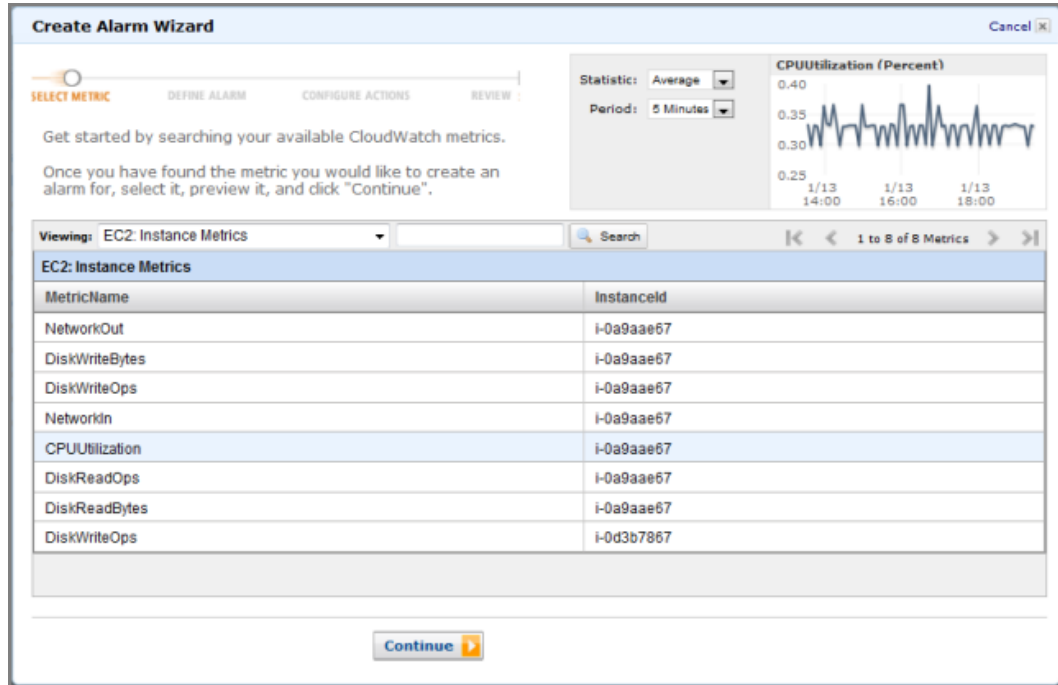 Create Alarm Wizard
Cancel
SELECT METRIC DEFINE ALARM CONFIGURE ACTIONS REVIEW
Get started by searching your available CloudWatch metrics.
Once you have found the metric you would like to create an
alarm for, select it, preview it, and click "Continue".
Statistic: Average
Period: 5 Minutes
CPUUtilization (Percent)
0.40
0.35
0.30
0.25
1/13 1/13 1/13
14:00 16:00 18:00
Viewing: EC2: Instance Metrics Search 1 to 8 of 8 Metrics
EC2: Instance Metrics
MetricName InstanceId
NetworkOut i-0a9aae67
DiskWriteBytes i-0a9aae67
DiskWriteOps i-0a9aae67
NetworkIn i-0a9aae67
CPUUtilization i-0a9aae67
DiskReadOps i-0a9aae67
DiskReadBytes i-0a9aae67
DiskWriteOps i-0d3b7867
Continue